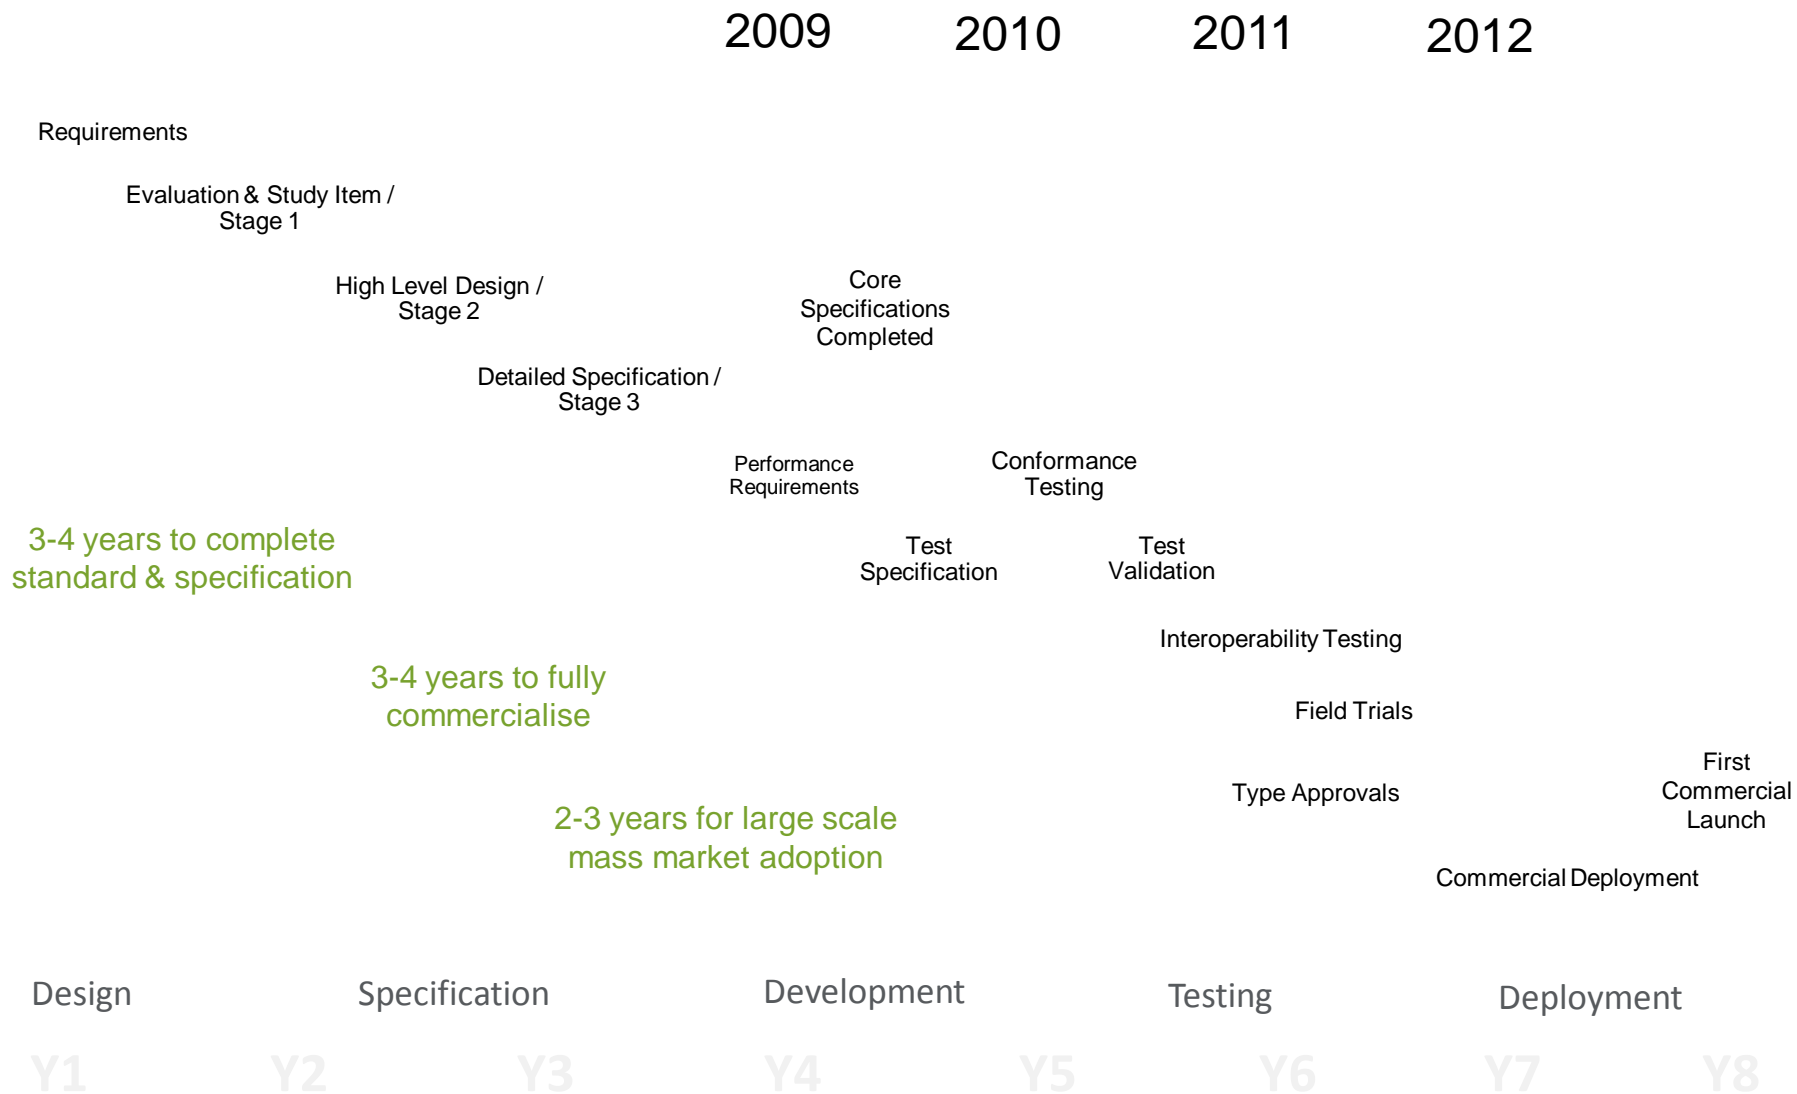 2009 2010 2011 2012
Requirements
Evaluation & Study Item /
Stage 1
High Level Design /
Stage 2
Core
Specifications
Completed
Detailed Specification /
Stage 3
Performance
Requirements
Conformance
Testing
3-4 years to complete
standard & specification
Test
Specification
Test
Validation
Interoperability Testing
3-4 years to fully
commercialise
Field Trials
First
Commercial
Launch
Type Approvals
2-3 years for large scale
mass market adoption
Commercial Deployment
Design Specification Development Testing Deployment
Y1 Y2 Y3 Y4 Y5 Y6 Y7 Y8